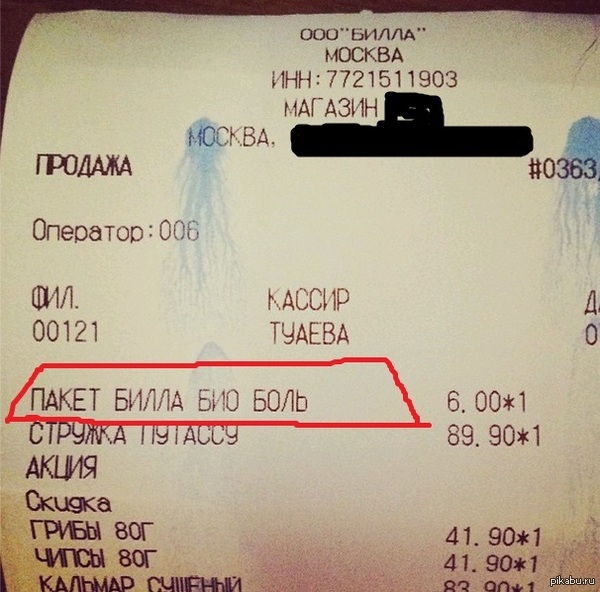 ООО"БИЛЛА"
МОСКВА
ИНН:7721511903
МАГАЗИН
МОСКВА,
ПРОДАЖА #0363
Оператор:006
ФИЛ. КАССИР
00121 ТУАЕВА
ПАКЕТ БИЛЛА БИО БОЛЬ 6.00*1
СТРУЖКА ПУТАССУ 89.90*1
АКЦИЯ
Скидка
ГРИБЫ 80Г 41.90*1
ЧИПСЫ 80Г 41.90*1
КАЛЬМАР СУШЕНЫЙ 83.90*1
pikabu.ru